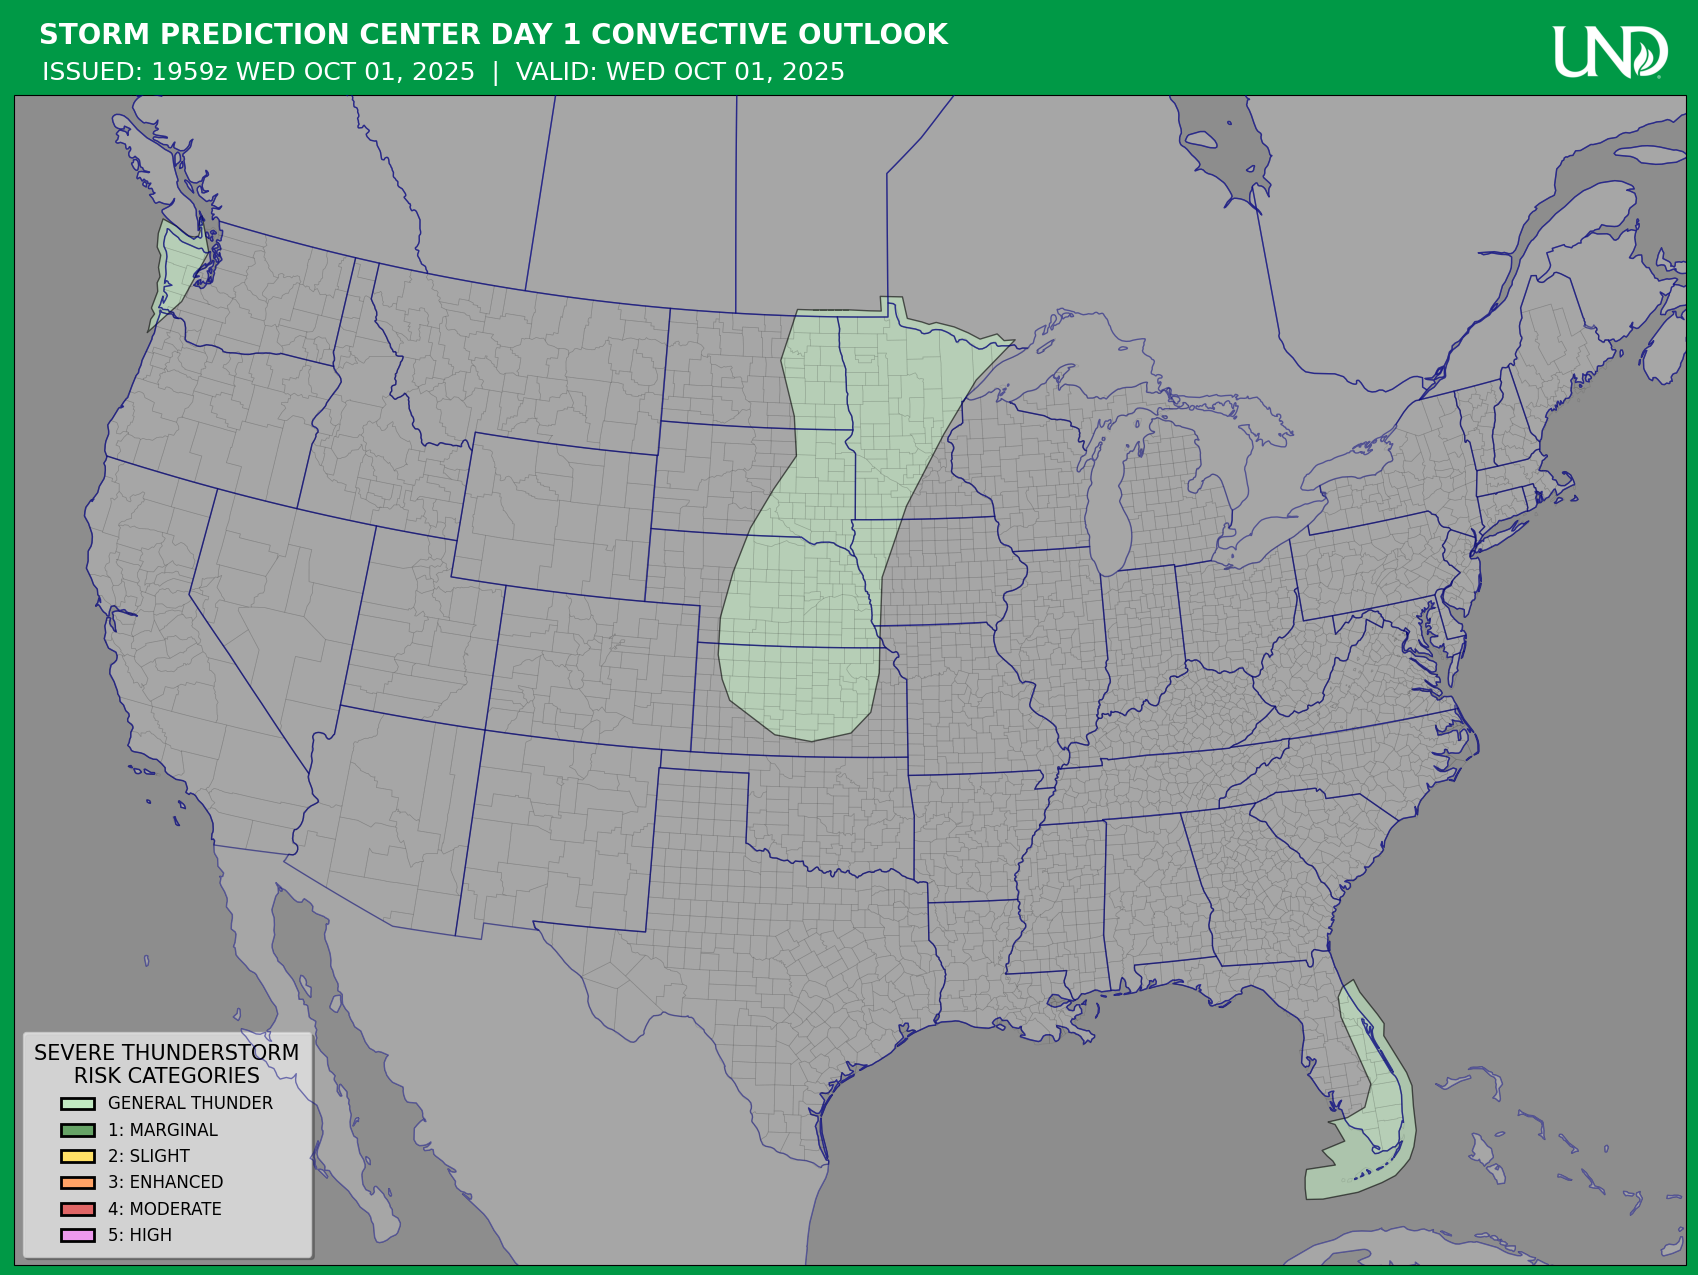 STORM PREDICTION CENTER DAY 1 CONVECTIVE OUTLOOK
ISSUED: 1959z WED OCT 01, 2025 | VALID: WED OCT 01, 2025
UND
SEVERE THUNDERSTORM
RISK CATEGORIES
GENERAL THUNDER
1: MARGINAL
2: SLIGHT
3: ENHANCED
4: MODERATE
5: HIGH